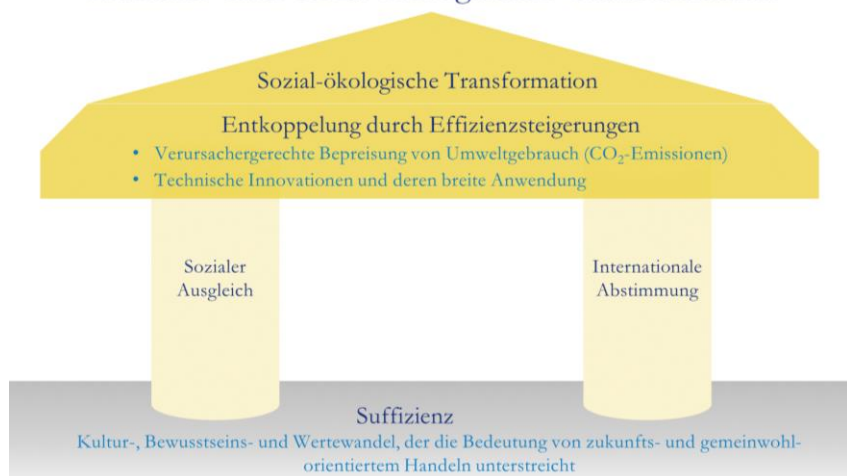 Sozial-ökologische Transformation
Entkoppelung durch Effizienzsteigerungen
• Verursachergerechte Bepreisung von Umweltgebrauch (CO₂-Emissionen)
• Technische Innovationen und deren breite Anwendung
Sozialer
Ausgleich
Internationale
Abstimmung
Suffizienz
Kultur-, Bewusstseins- und Wertewandel, der die Bedeutung von zukunfts- und gemeinwohl-
orientiertem Handeln unterstreicht